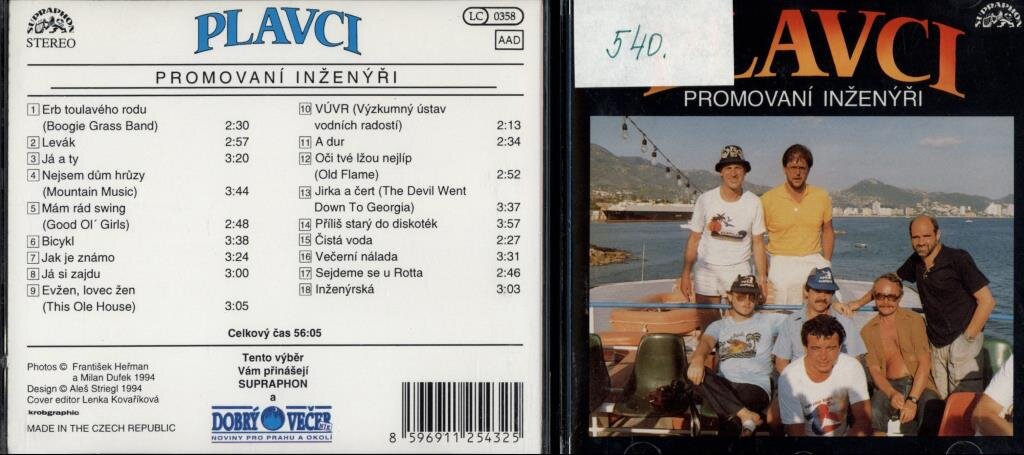 SUPRAPHON
STEREO
PLAVCI
LC 0358
AAD
PROMOVANÍ INŽENÝŘI
1 Erb toulavého rodu
(Boogie Grass Band) 2:30
2 Levák 2:57
3 Já a ty 3:20
4 Nejsem dům hrůzy
(Mountain Music) 3:44
5 Mám rád swing
(Good Ol´ Girls) 2:48
6 Bicykl 3:38
7 Jak je známo 3:24
8 Já si zajdu 3:00
9 Evžen, lovec žen
(This Ole House) 3:05
10 VÚVR (Výzkumný ústav
vodních radostí) 2:13
11 A dur 2:34
12 Oči tvé lžou nejlíp
(Old Flame) 2:52
13 Jirka a čert (The Devil Went
Down To Georgia) 3:37
14 Příliš starý do diskoték 3:57
15 Čistá voda 2:27
16 Večerní nálada 3:31
17 Sejdeme se u Rotta 2:46
18 Inženýrská 3:03
Celkový čas 56:05
Photos © František Heřman
a Milan Dufek 1994
Design © Aleš Striegl 1994
Cover editor Lenka Kovaříková
krobgraphic
MADE IN THE CZECH REPUBLIC
Tento výběr
Vám přinášejí
SUPRAPHON
a
DOBRÝ VEČER
NOVINY PRO PRAHU A OKOLÍ
8 596911 254325
540.
LAVCI
SUPRAPHON
PROMOVANÍ INŽENÝŘI